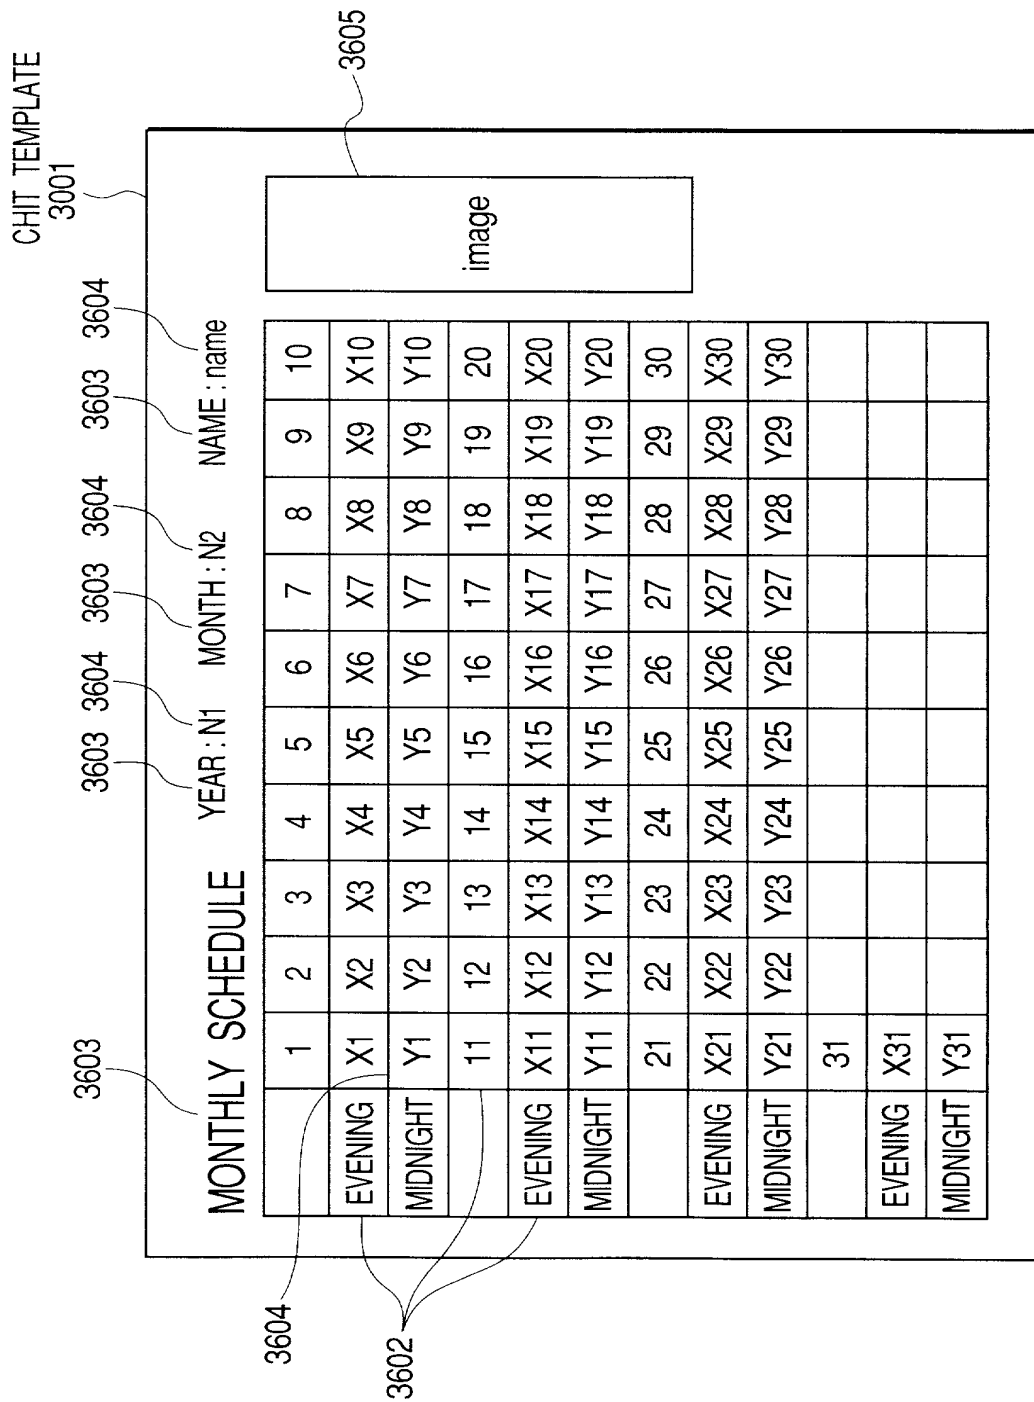 CHIT TEMPLATE
3001
3603 3603 3604 3603 3604 3603 3604
MONTHLY SCHEDULE YEAR : N1 MONTH : N2 NAME : name
1 2 3 4 5 6 7 8 9 10
EVENING X1 X2 X3 X4 X5 X6 X7 X8 X9 X10
MIDNIGHT Y1 Y2 Y3 Y4 Y5 Y6 Y7 Y8 Y9 Y10
11 12 13 14 15 16 17 18 19 20
EVENING X11 X12 X13 X14 X15 X16 X17 X18 X19 X20
MIDNIGHT Y11 Y12 Y13 Y14 Y15 Y16 Y17 Y18 Y19 Y20
21 22 23 24 25 26 27 28 29 30
EVENING X21 X22 X23 X24 X25 X26 X27 X28 X29 X30
MIDNIGHT Y21 Y22 Y23 Y24 Y25 Y26 Y27 Y28 Y29 Y30
31
EVENING X31
MIDNIGHT Y31
image
3605
3604
3602